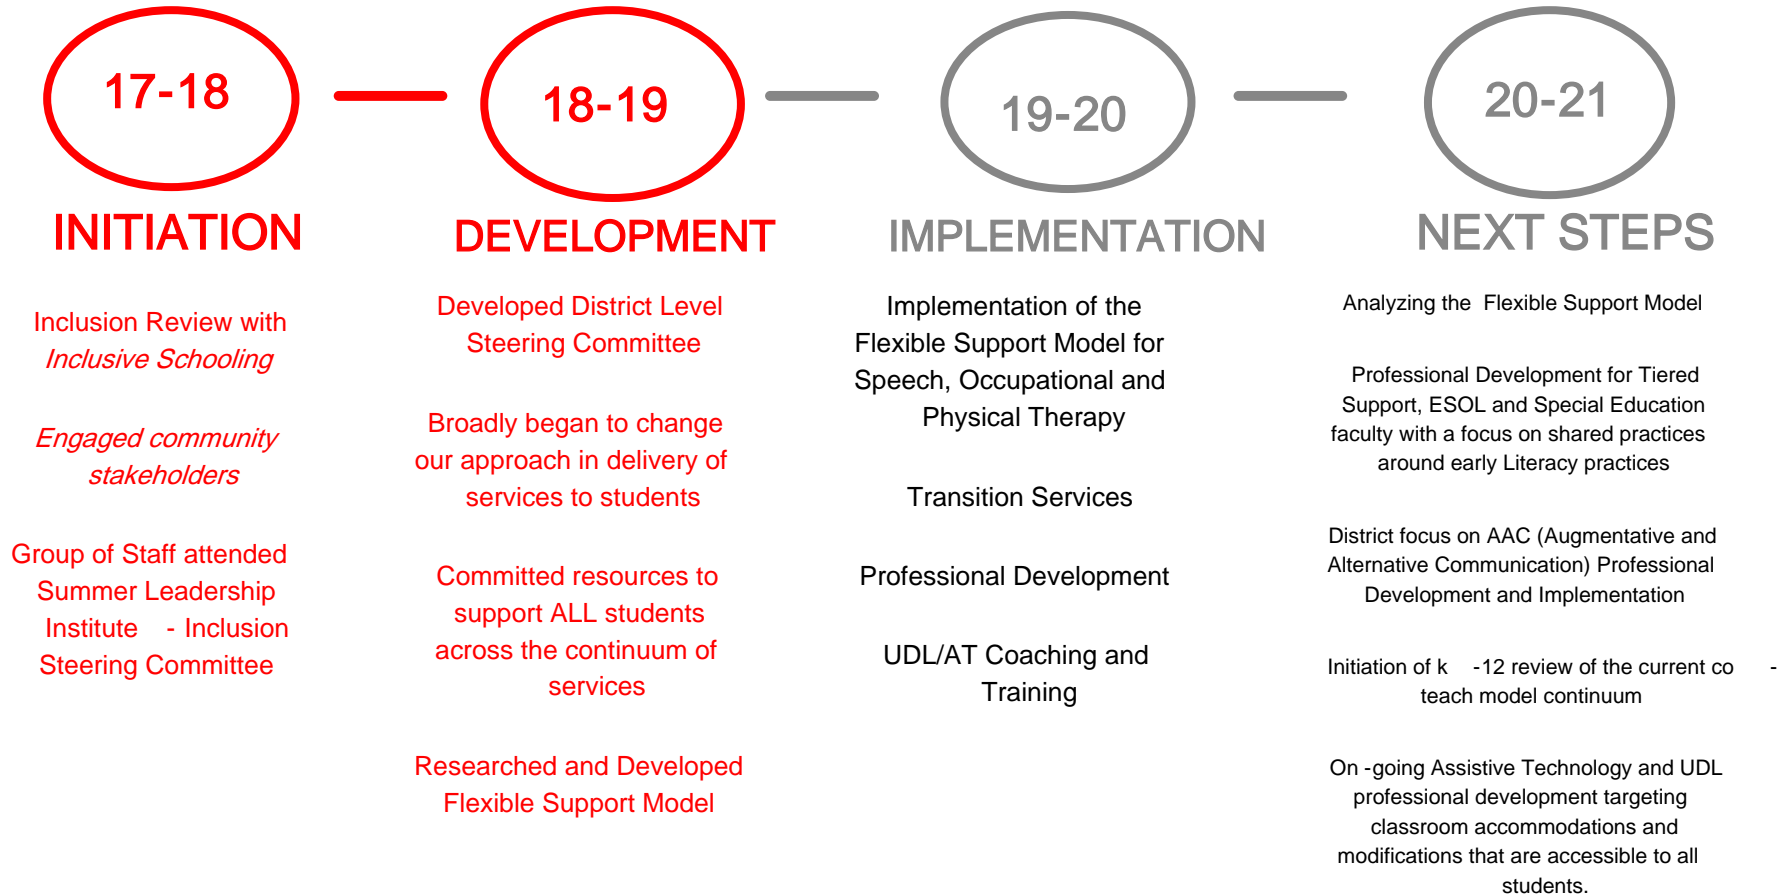 17-18
INITIATION
Inclusion Review with
Inclusive Schooling
Engaged community
stakeholders
Group of Staff attended
Summer Leadership
Institute - Inclusion
Steering Committee
18-19
DEVELOPMENT
Developed District Level
Steering Committee
Broadly began to change
our approach in delivery of
services to students
Committed resources to
support ALL students
across the continuum of
services
Researched and Developed
Flexible Support Model
19-20
IMPLEMENTATION
Implementation of the
Flexible Support Model for
Speech, Occupational and
Physical Therapy
Transition Services
Professional Development
UDL/AT Coaching and
Training
20-21
NEXT STEPS
Analyzing the Flexible Support Model
Professional Development for Tiered
Support, ESOL and Special Education
faculty with a focus on shared practices
around early Literacy practices
District focus on AAC (Augmentative and
Alternative Communication) Professional
Development and Implementation
Initiation of k -12 review of the current co -
teach model continuum
On -going Assistive Technology and UDL
professional development targeting
classroom accommodations and
modifications that are accessible to all
students.